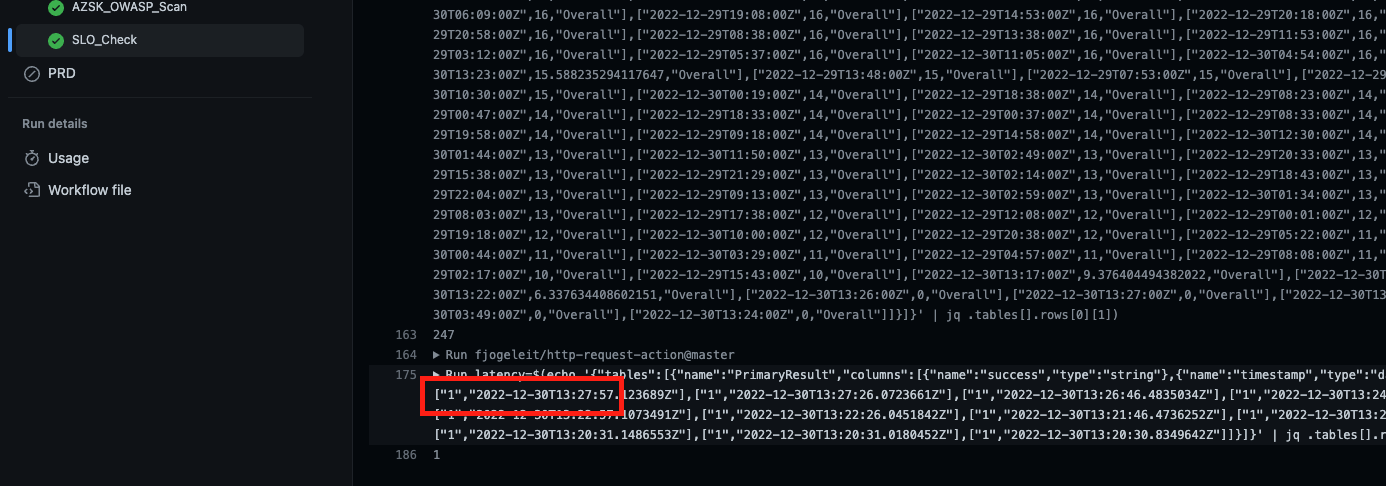 AZSK_OWASP_Scan
SLO_Check
PRD
Run details
Usage
Workflow file
30T06:09:00Z",16,"Overall"],["2022-12-29T19:08:00Z",16,"Overall"],["2022-12-29T14:53:00Z",16,"Overall"],["2022-12-29T20:18:00Z",16,
29T20:58:00Z",16,"Overall"],["2022-12-29T08:38:00Z",16,"Overall"],["2022-12-29T13:38:00Z",16,"Overall"],["2022-12-29T11:53:00Z",16,
29T03:12:00Z",16,"Overall"],["2022-12-29T05:37:00Z",16,"Overall"],["2022-12-30T11:05:00Z",16,"Overall"],["2022-12-30T04:54:00Z",16,
30T13:23:00Z",15.588235294117647,"Overall"],["2022-12-29T13:48:00Z",15,"Overall"],["2022-12-29T07:53:00Z",15,"Overall"],["2022-12-29
30T10:30:00Z",15,"Overall"],["2022-12-30T00:19:00Z",14,"Overall"],["2022-12-29T18:38:00Z",14,"Overall"],["2022-12-29T08:23:00Z",14,
29T00:47:00Z",14,"Overall"],["2022-12-29T18:33:00Z",14,"Overall"],["2022-12-29T00:37:00Z",14,"Overall"],["2022-12-29T08:33:00Z",14,
29T19:58:00Z",14,"Overall"],["2022-12-29T09:18:00Z",14,"Overall"],["2022-12-29T14:58:00Z",14,"Overall"],["2022-12-30T12:30:00Z",14,
30T01:44:00Z",13,"Overall"],["2022-12-30T11:50:00Z",13,"Overall"],["2022-12-30T02:49:00Z",13,"Overall"],["2022-12-29T20:33:00Z",13,
29T15:38:00Z",13,"Overall"],["2022-12-29T21:29:00Z",13,"Overall"],["2022-12-30T02:14:00Z",13,"Overall"],["2022-12-29T18:43:00Z",13,
29T22:04:00Z",13,"Overall"],["2022-12-29T09:13:00Z",13,"Overall"],["2022-12-30T02:59:00Z",13,"Overall"],["2022-12-30T01:34:00Z",13,
29T08:03:00Z",13,"Overall"],["2022-12-29T17:38:00Z",12,"Overall"],["2022-12-29T12:08:00Z",12,"Overall"],["2022-12-29T00:01:00Z",12,
29T19:18:00Z",12,"Overall"],["2022-12-30T10:00:00Z",12,"Overall"],["2022-12-29T20:38:00Z",12,"Overall"],["2022-12-29T05:22:00Z",11,
30T00:44:00Z",11,"Overall"],["2022-12-30T03:29:00Z",11,"Overall"],["2022-12-29T04:57:00Z",11,"Overall"],["2022-12-29T08:08:00Z",11,
29T02:17:00Z",10,"Overall"],["2022-12-29T15:43:00Z",10,"Overall"],["2022-12-30T13:17:00Z",9.376404494382022,"Overall"],["2022-12-30T
30T13:22:00Z",6.337634408602151,"Overall"],["2022-12-30T13:26:00Z",0,"Overall"],["2022-12-30T13:27:00Z",0,"Overall"],["2022-12-30T13
30T03:49:00Z",0,"Overall"],["2022-12-30T13:24:00Z",0,"Overall"]]}]}' | jq .tables[].rows[0][1])
163 247
164 Run fjogeleit/http-request-action@master
175 Run latency=$(echo '{"tables":[{"name":"PrimaryResult","columns":[{"name":"success","type":"string"},{"name":"timestamp","type":"d
["1","2022-12-30T13:27:57.123689Z"],["1","2022-12-30T13:27:26.0723661Z"],["1","2022-12-30T13:26:46.4835034Z"],["1","2022-12-30T13:24
["1","2022-12-30T13:22:57.1073491Z"],["1","2022-12-30T13:22:26.0451842Z"],["1","2022-12-30T13:21:46.4736252Z"],["1","2022-12-30T13:2
["1","2022-12-30T13:20:31.1486553Z"],["1","2022-12-30T13:20:31.0180452Z"],["1","2022-12-30T13:20:30.8349642Z"]]}]}' | jq .tables[].r
186 1